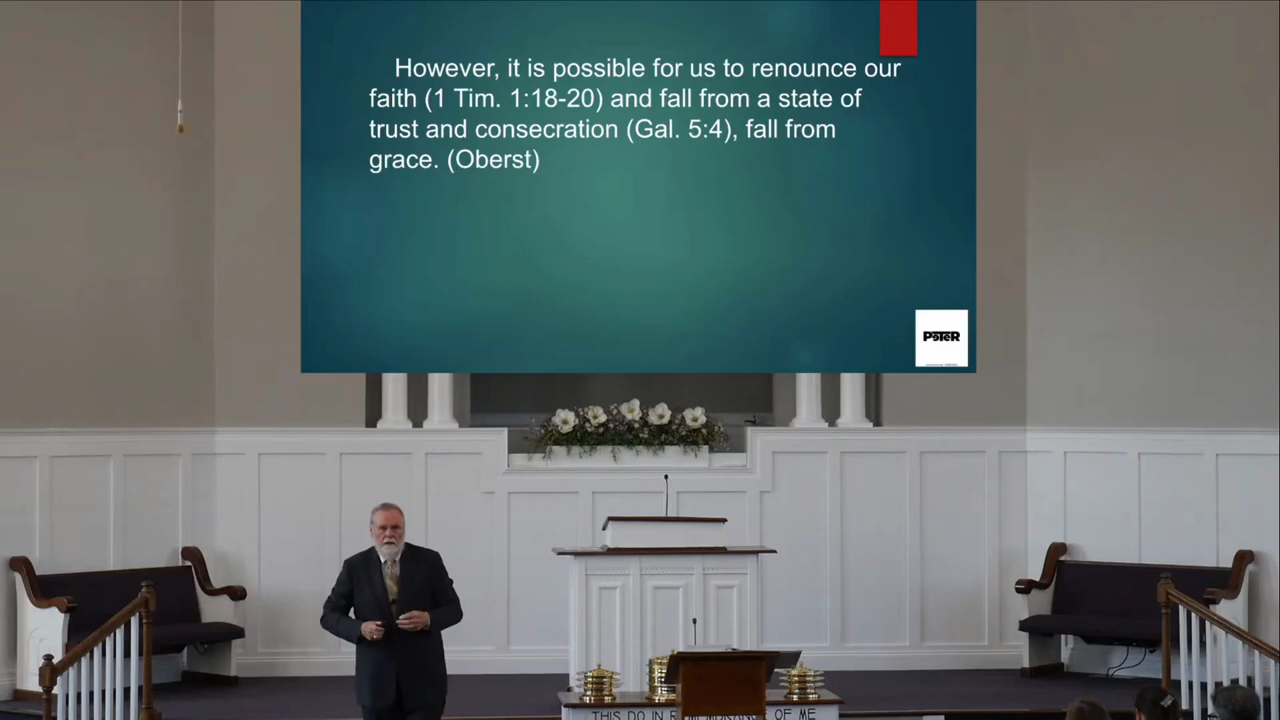 However, it is possible for us to renounce our
faith (1 Tim. 1:18-20) and fall from a state of
trust and consecration (Gal. 5:4), fall from
grace. (Oberst)
PeTeR
THIS DO IN REMEMBRANCE OF ME